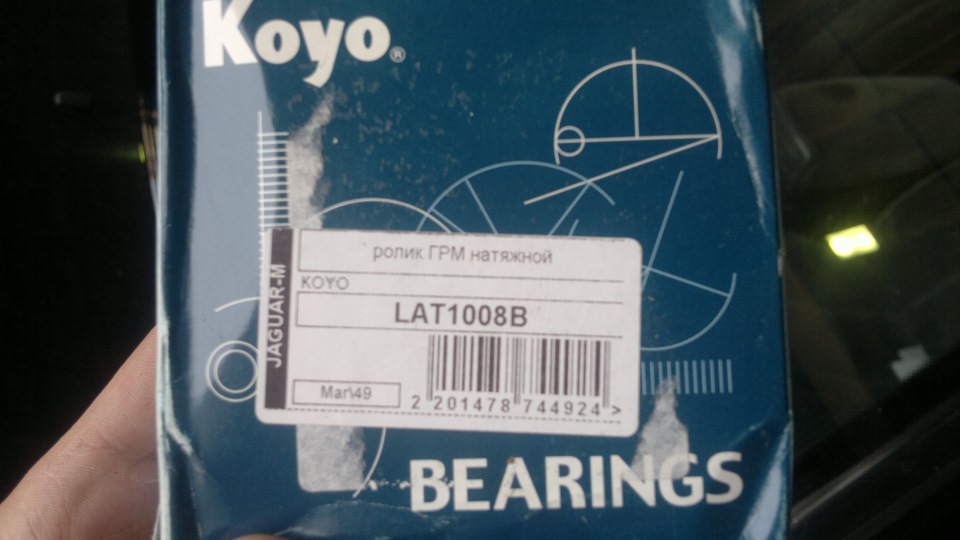 Koyo®
JAGUAR-M
ролик ГРМ натяжной
KOYO
LAT1008B
Mar\49
2 201478 744924 >
BEARINGS